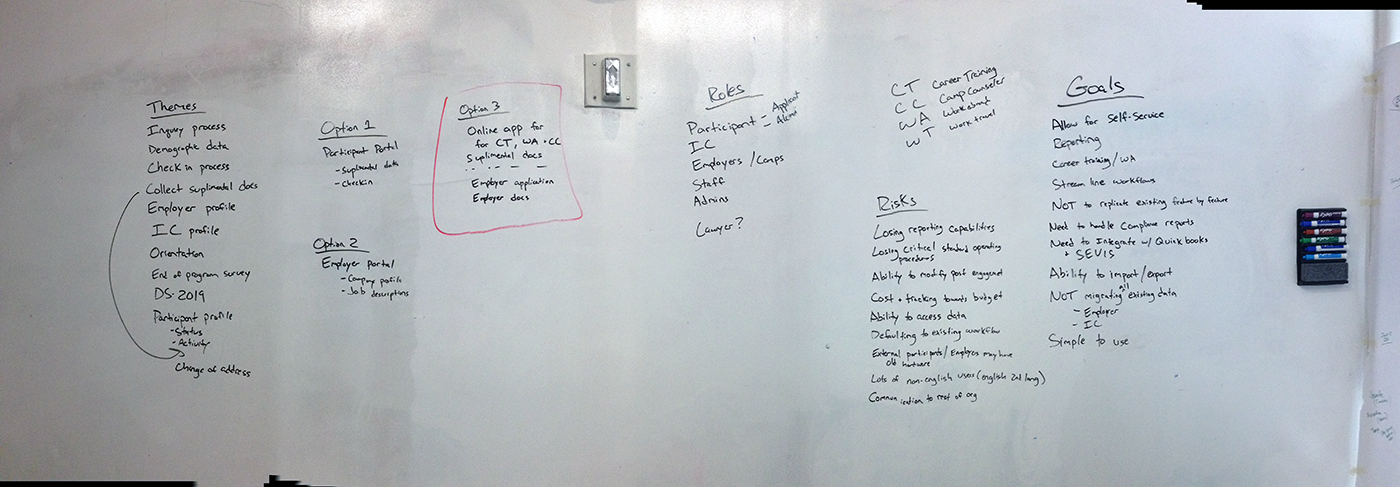 Themes
Inquiry process
Demographic data
Check in process
Collect suplimental docs
Employer profile
IC profile
Orientation
End of program survey
DS-2019
Participant profile
- Status
- Activity
Change of address
Option 1
Participant Portal
- Suplmental data
- Checkin
Option 2
Employer portal
- Company profile
- Job descriptions
Option 3
Online app for
for CT, WA + CC
Suplimental docs
Employer application
Employer docs
Roles
Participant - Applicant
- Alumni
IC
Employers / Camps
Staff
Admins
Lawyer?
CT Career Training
CC Camp Counselor
WA Work abroad
WT Work travel
Risks
Losing reporting capabilities
Losing critical standard operating
procedures
Ability to modify post engagement
Cost + tracking towards budget
Ability to access data
Defaulting to existing workflow
External participants / Employers may have
old hardware
Lots of non-english users (english 2nd lang)
Communication to rest of org
Goals
Allow for Self-Service
Reporting
Career training / WA
Stream line workflows
NOT to replicate existing feature by feature
Need to handle Compliance reports
Need to Integrate w/ Quickbooks
+ SEVIS
Ability to import / export
NOT migrating all existing data
- Employer
- IC
Simple to use